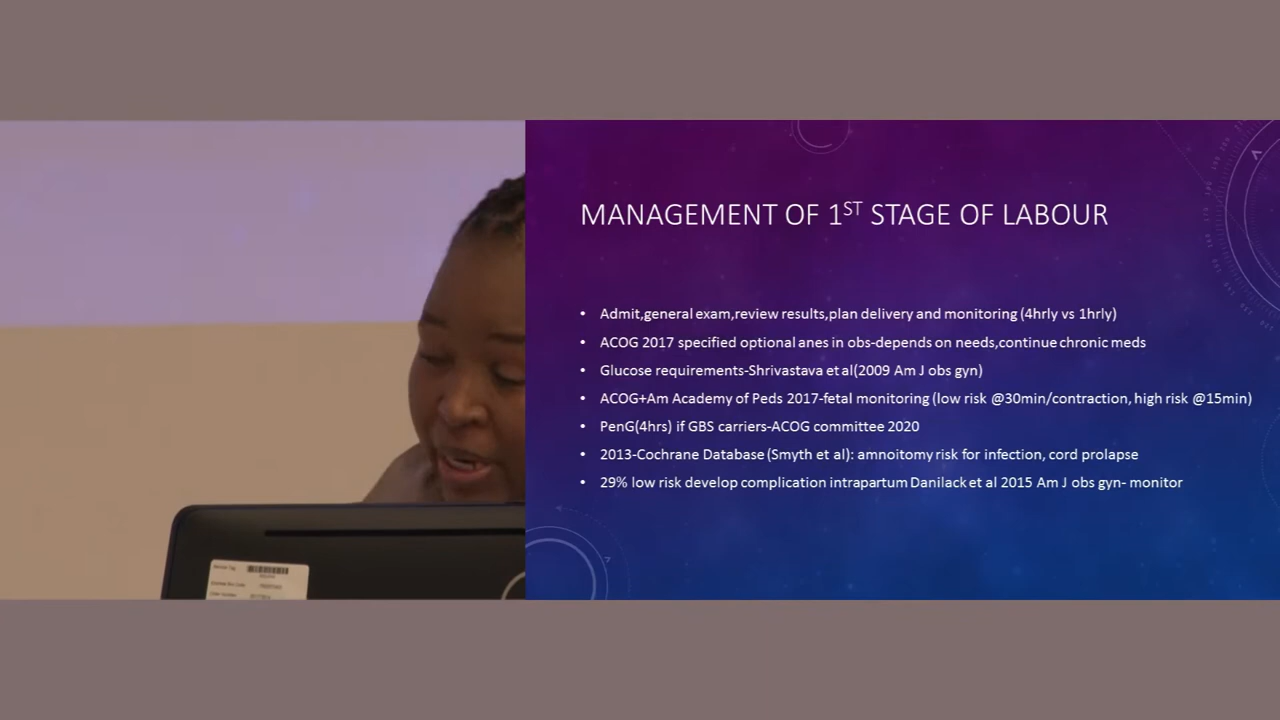 MANAGEMENT OF 1ST STAGE OF LABOUR
• Admit,general exam,review results,plan delivery and monitoring (4hrly vs 1hrly)
• ACOG 2017 specified optional anes in obs-depends on needs,continue chronic meds
• Glucose requirements-Shrivastava et al(2009 Am J obs gyn)
• ACOG+Am Academy of Peds 2017-fetal monitoring (low risk @30min/contraction, high risk @15min)
• PenG(4hrs) if GBS carriers-ACOG committee 2020
• 2013-Cochrane Database (Smyth et al): amnoitomy risk for infection, cord prolapse
• 29% low risk develop complication intrapartum Danilack et al 2015 Am J obs gyn- monitor